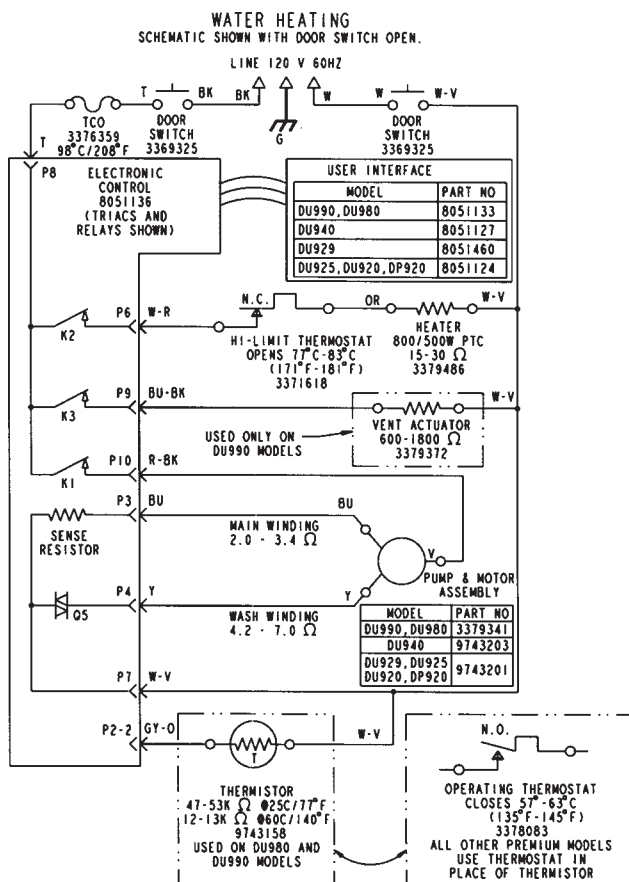 WATER HEATING
SCHEMATIC SHOWN WITH DOOR SWITCH OPEN.
LINE 120 V 60HZ
T BK BK W W W-V
G
TCO
3376359
98°C/208°F
DOOR
SWITCH
3369325
DOOR
SWITCH
3369325
T
P8
ELECTRONIC
CONTROL
8051136
(TRIACS AND
RELAYS SHOWN)
USER INTERFACE
MODEL PART NO
DU990,DU980 8051133
DU940 8051127
DU929 8051460
DU925,DU920,DP920 8051124
K2
P6 W-R
N.C.
OR
W-V
HI-LIMIT THERMOSTAT
OPENS 77°C-83°C
(171°F-181°F)
3371618
HEATER
800/500W PTC
15-30 Ω
3379486
K3
P9 BU-BK
W-V
USED ONLY ON
DU990 MODELS
VENT ACTUATOR
600-1800 Ω
3379372
K1
P10 R-BK
SENSE
RESISTOR
P3 BU
BU
MAIN WINDING
2.0 - 3.4 Ω
V
PUMP & MOTOR
ASSEMBLY
Q5
P4 Y
Y
WASH WINDING
4.2 - 7.0 Ω
MODEL PART NO
DU990,DU980 3379341
DU940 9743203
DU929,DU925
DU920,DP920 9743201
P7 W-V
P2-2 GY-O
T
W-V
THERMISTOR
47-53K Ω @25C/77°F
12-13K Ω @60C/140°F
9743158
USED ON DU980 AND
DU990 MODELS
N.O.
OPERATING THERMOSTAT
CLOSES 57°-63°C
(135°F-145°F)
3378083
ALL OTHER PREMIUM MODELS
USE THERMOSTAT IN
PLACE OF THERMISTOR